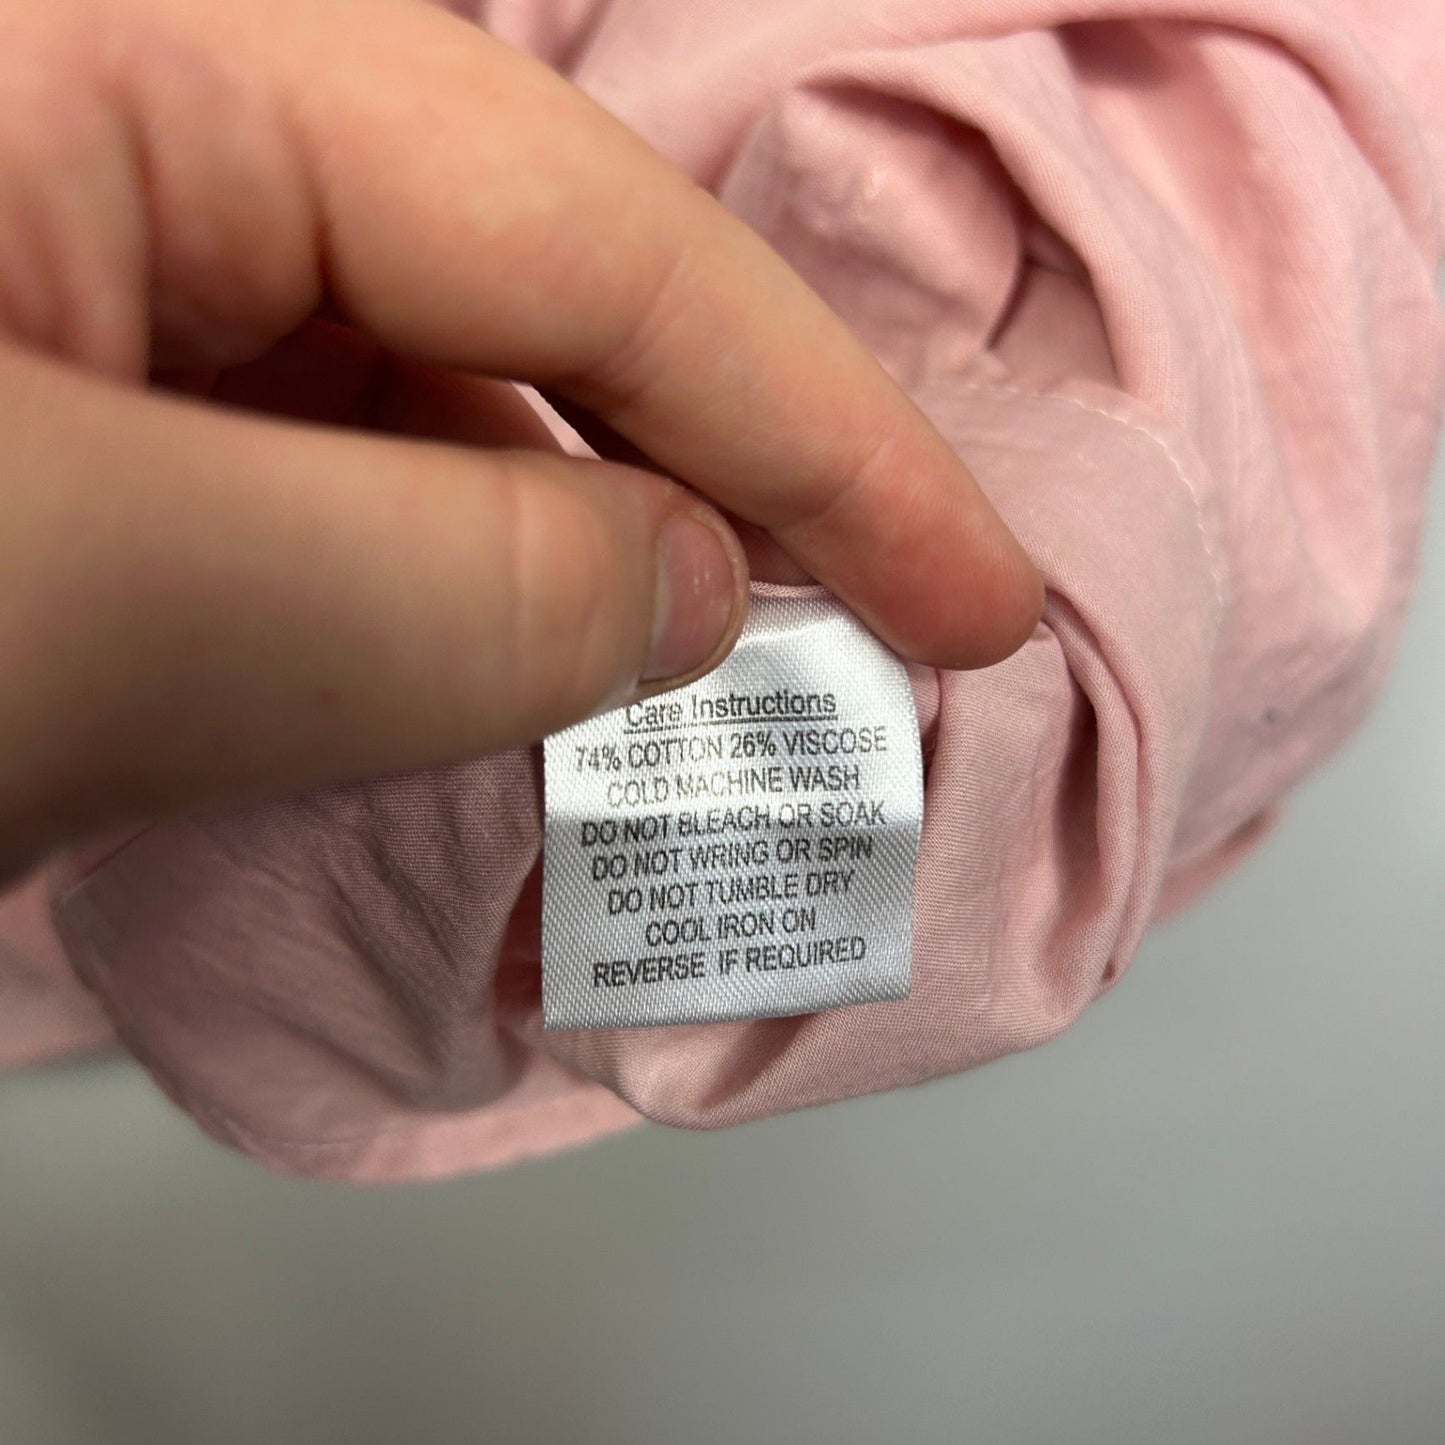 Care Instructions
74% COTTON 26% VISCOSE
COLD MACHINE WASH
DO NOT BLEACH OR SOAK
DO NOT WRING OR SPIN
DO NOT TUMBLE DRY
COOL IRON ON
REVERSE IF REQUIRED